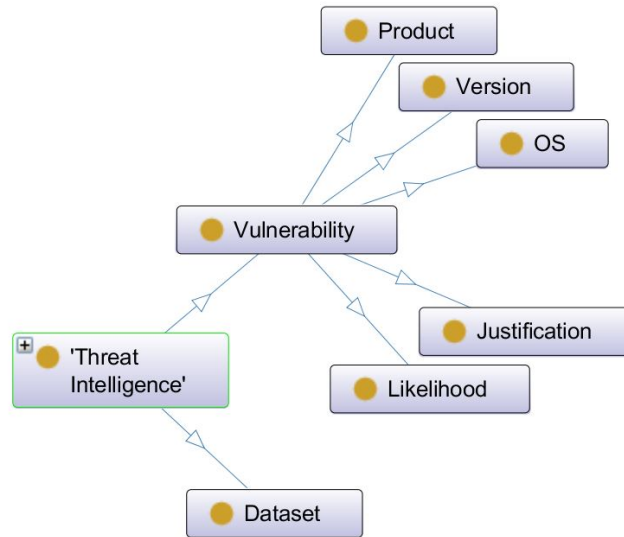 Product
Version
OS
Vulnerability
'Threat
Intelligence'
Justification
Likelihood
Dataset